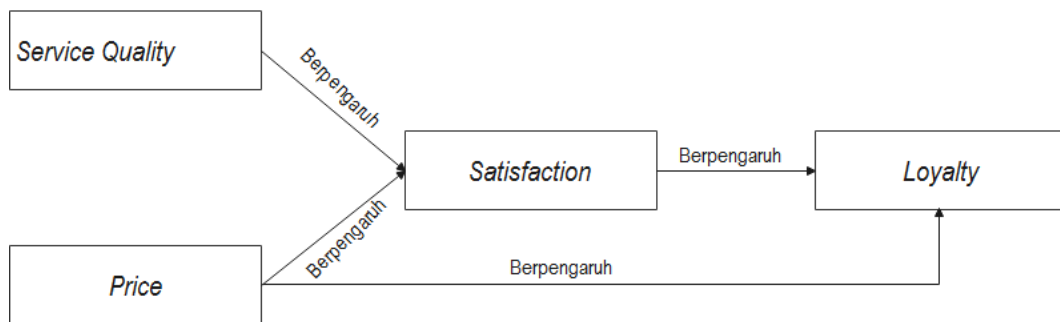 Service Quality
Berpengaruh
Satisfaction
Berpengaruh
Loyalty
Berpengaruh
Price
Berpengaruh